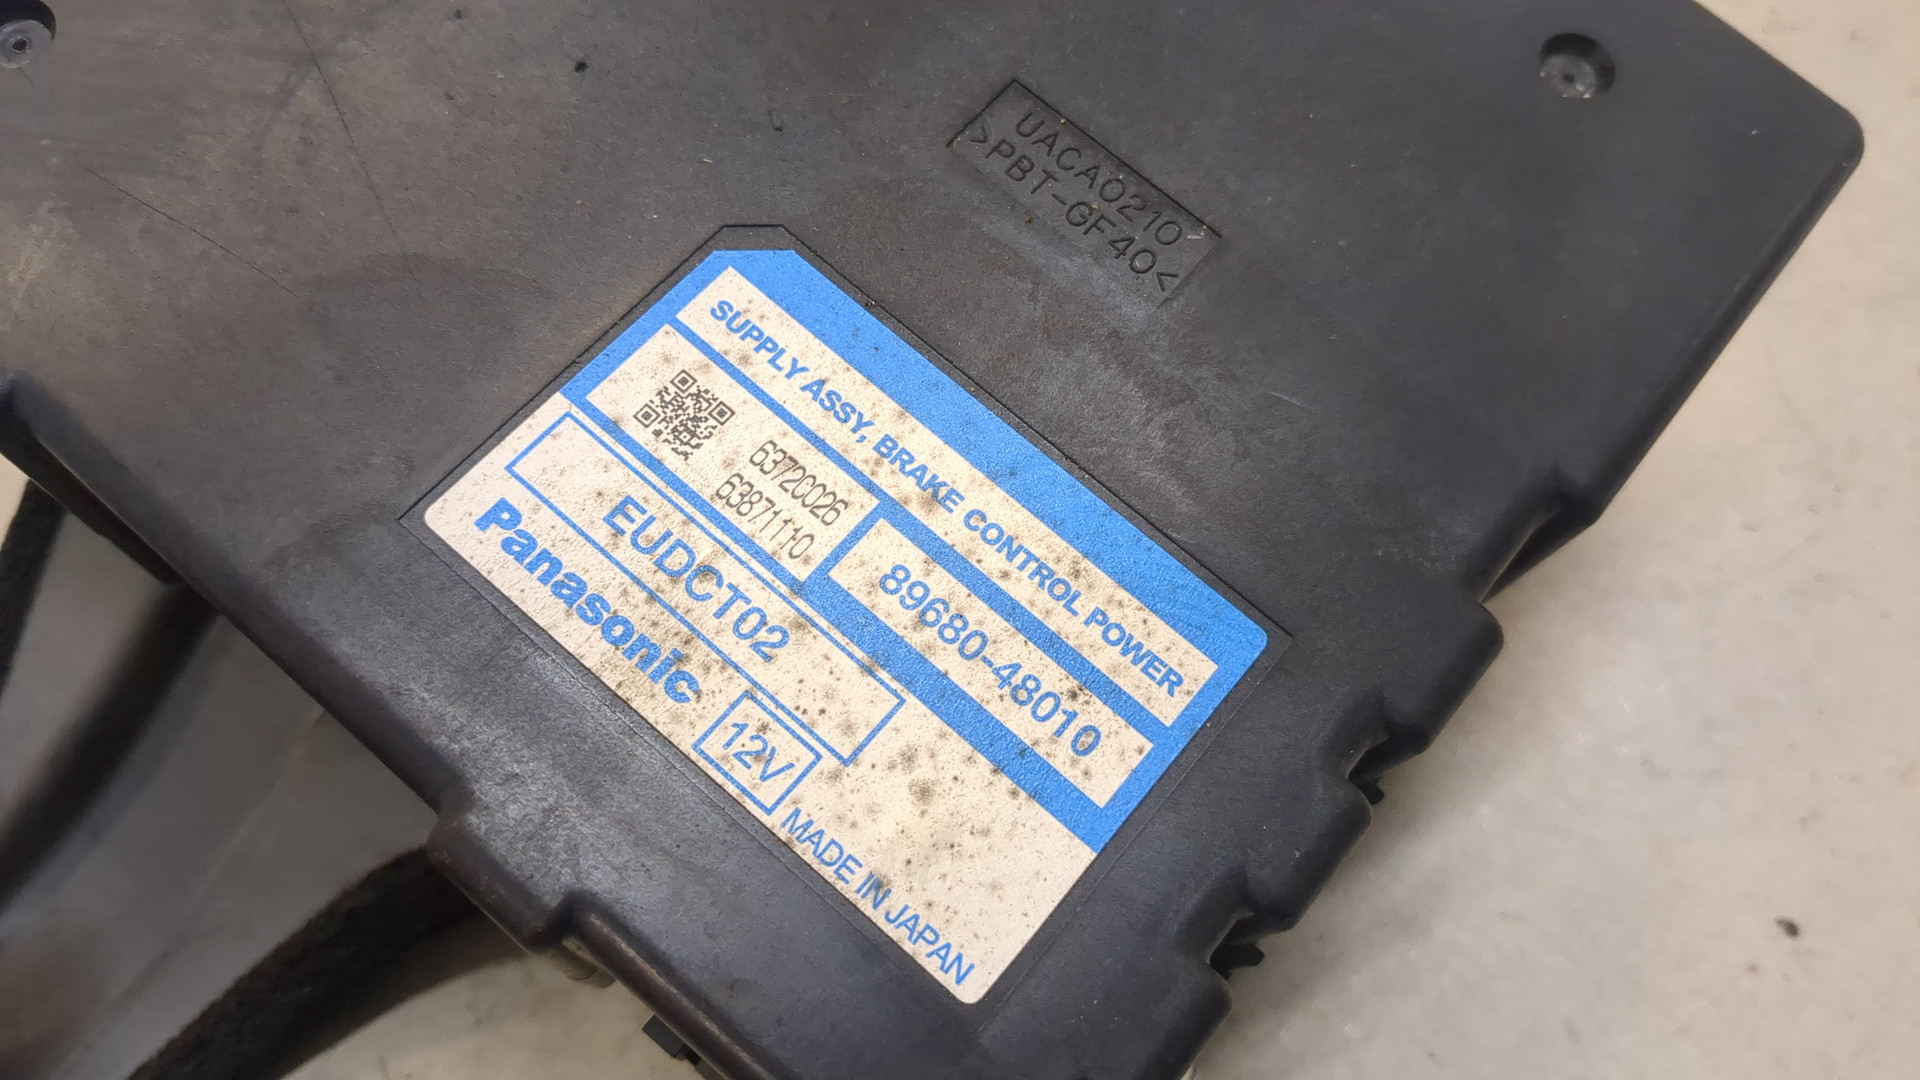 UACA0210
>PBT-GF40<
SUPPLY ASSY, BRAKE CONTROL POWER
6372C026
63871110
89680-48010
EUDCT02
Panasonic
12V
MADE IN JAPAN